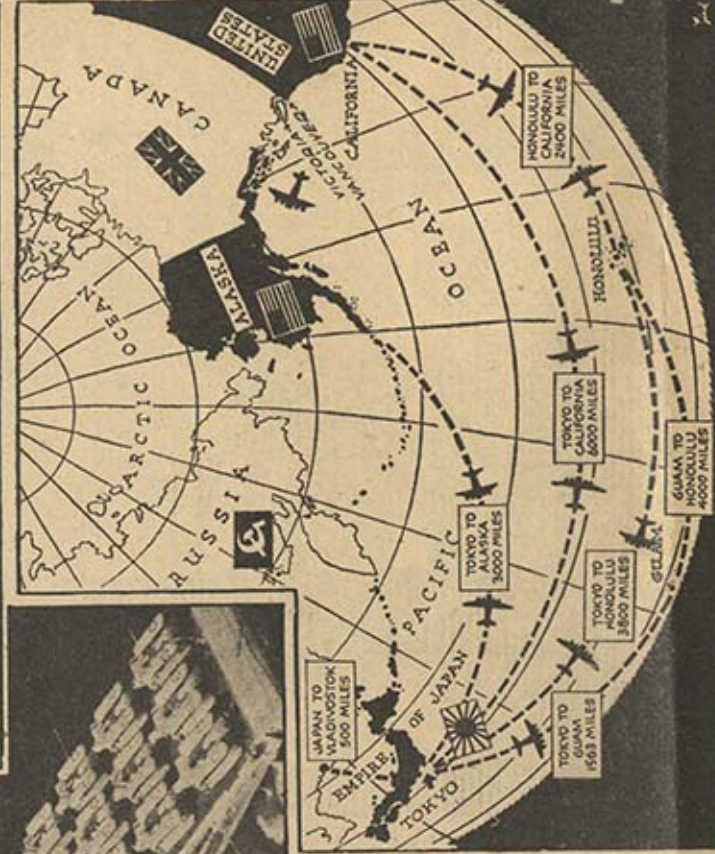 UNITED
STATES
CANADA
CALIFORNIA
VICTORIA
VANCOUVER
ALASKA
ARCTIC OCEAN
RUSSIA
PACIFIC
OCEAN
HONOLULU TO
CALIFORNIA
2400 MILES
HONOLULU
TOKYO TO
CALIFORNIA
6000 MILES
GUAM TO
HONOLULU
4000 MILES
TOKYO TO
ALASKA
3000 MILES
GUAM
TOKYO TO
HONOLULU
3800 MILES
JAPAN TO
VLADIVOSTOK
500 MILES
EMPIRE OF JAPAN
TOKYO
TOKYO TO
GUAM
1563 MILES